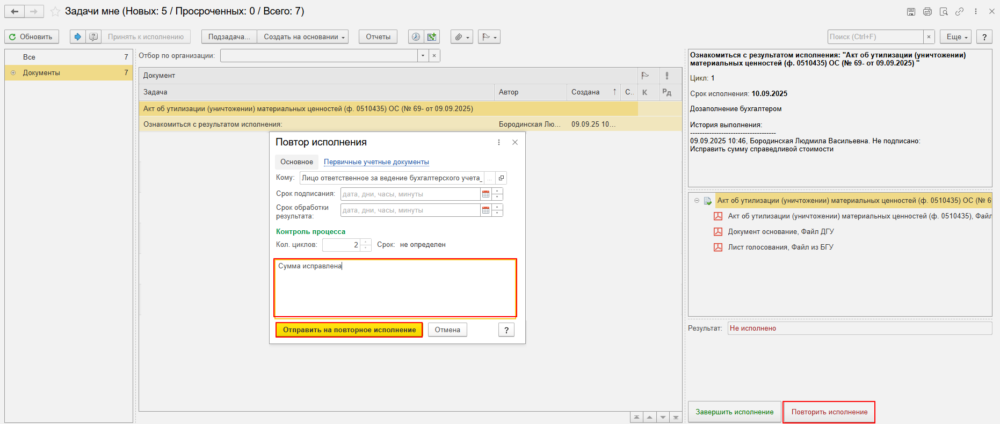 Задачи мне (Новых: 5 / Просроченных: 0 / Всего: 7)
Обновить
Принять к исполнению
Подзадача...
Создать на основании
Отчеты
Поиск (Ctrl+F)
×
Еще
?
Все 7
Документы 7
Отбор по организации:
Документ
Задача Автор Создана ↑ С.. К Рд
Акт об утилизации (уничтожении) материальных ценностей (ф. 0510435) ОС (№ 69- от 09.09.2025)
Ознакомиться с результатом исполнения: Бородинская Лю... 09.09.25 10...
Повтор исполнения
Основное
Первичные учетные документы
Кому: Лицо ответственное за ведение бухгалтерского учета_ ...
Срок подписания: дата, дни, часы, минуты
Срок обработки
результата:
дата, дни, часы, минуты
Контроль процесса
Кол. циклов: 2 Срок: не определен
Сумма исправлена
Отправить на повторное исполнение
Отмена
?
Ознакомиться с результатом исполнения: "Акт об утилизации (уничтожении)
материальных ценностей (ф. 0510435) ОС (№ 69- от 09.09.2025) "
Цикл: 1
Срок исполнения: 10.09.2025
Дозаполнение бухгалтером
История выполнения:
------------------------------------
09.09.2025 10:46, Бородинская Людмила Васильевна. Не подписано:
Исправить сумму справедливой стоимости
Акт об утилизации (уничтожении) материальных ценностей (ф. 0510435) ОС (№ 6
Акт об утилизации (уничтожении) материальных ценностей (ф. 0510435), Файл
Документ основание, Файл ДГУ
Лист голосования, Файл из БГУ
Результат: Не исполнено
Завершить исполнение
Повторить исполнение